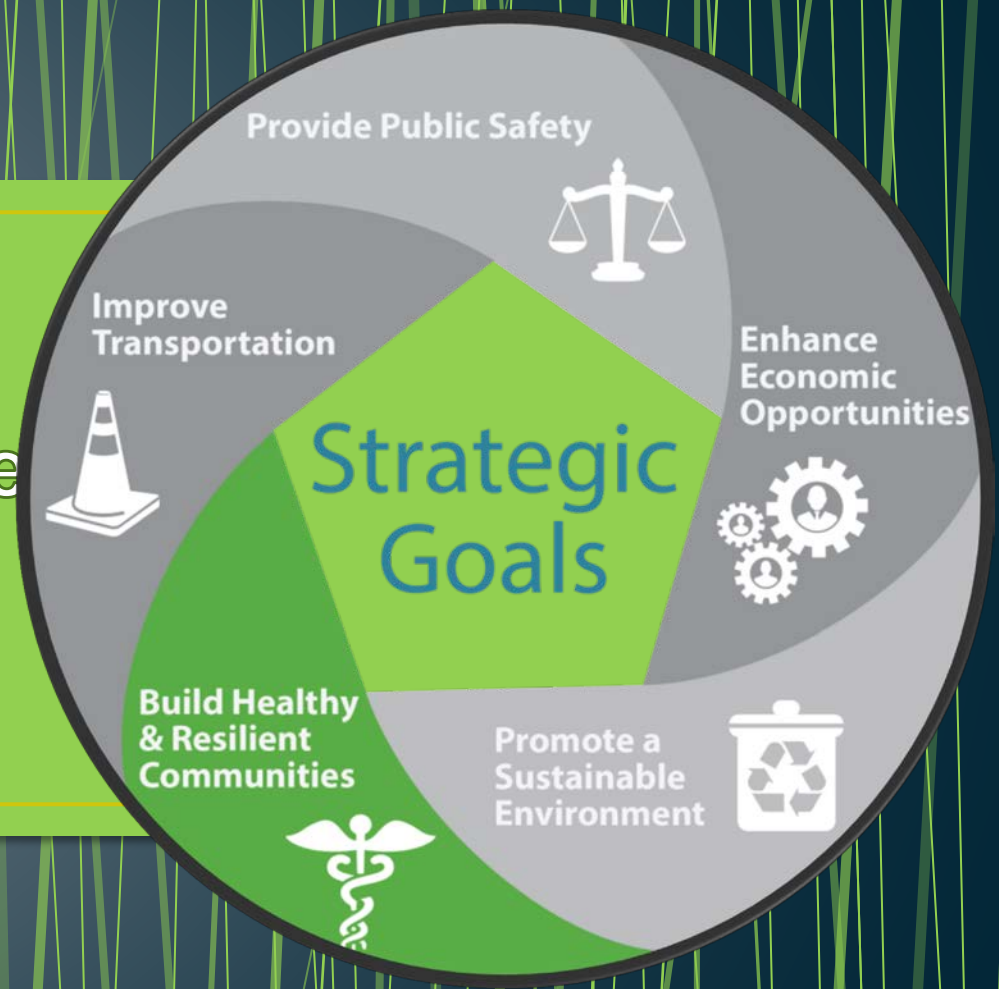 Provide Public Safety
Improve
Transportation
Enhance
Economic
Opportunities
Strategic
Goals
Build Healthy
& Resilient
Communities
Promote a
Sustainable
Environment